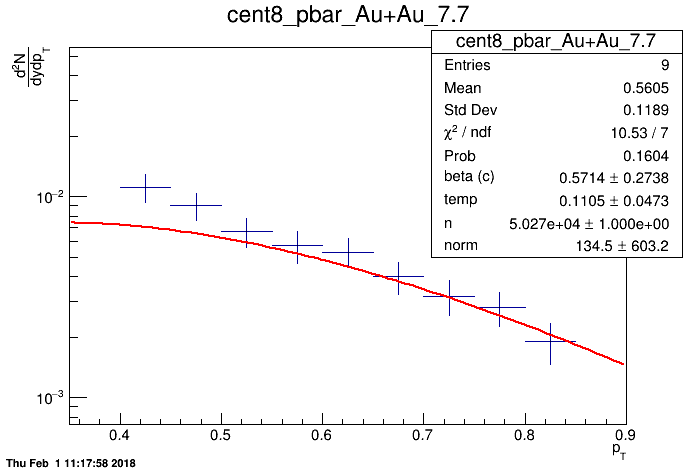 cent8_pbar_Au+Au_7.7
d²N
dydp_T
cent8_pbar_Au+Au_7.7
Entries 9
Mean 0.5605
Std Dev 0.1189
χ² / ndf 10.53 / 7
Prob 0.1604
beta (c) 0.5714 ± 0.2738
temp 0.1105 ± 0.0473
n 5.027e+04 ± 1.000e+00
norm 134.5 ± 603.2
10⁻²
10⁻³
0.4 0.5 0.6 0.7 0.8 0.9
p_T
Thu Feb 1 11:17:58 2018